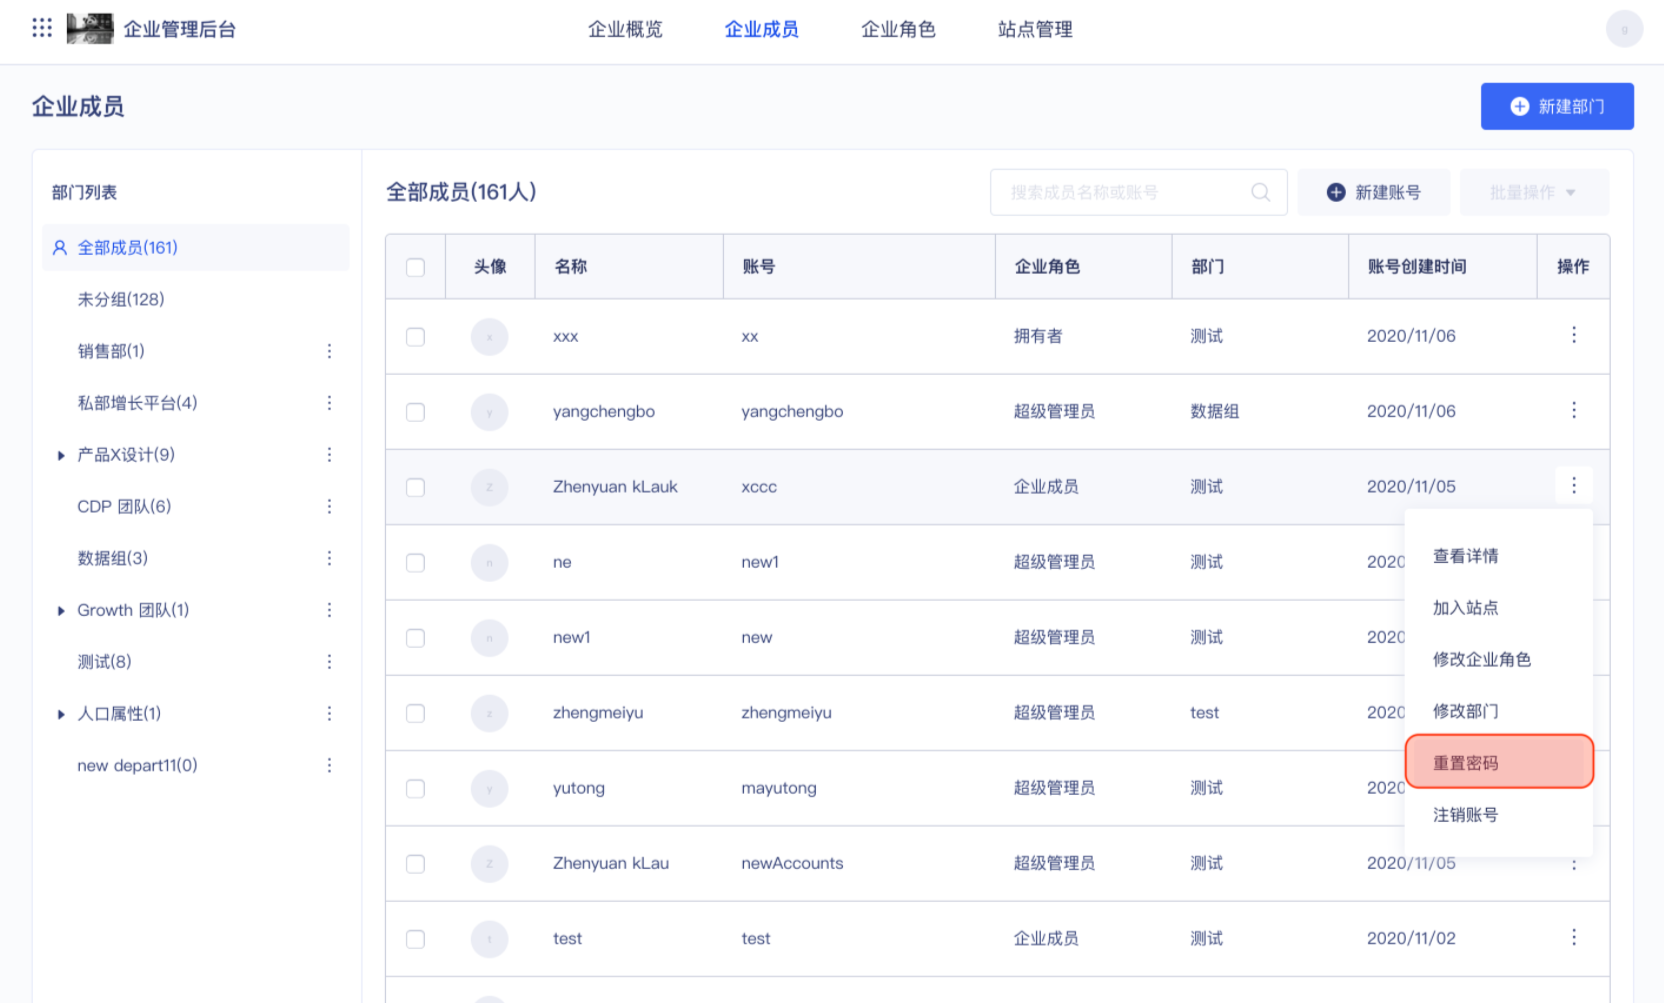 企业管理后台 企业概览 企业成员 企业角色 站点管理 g
企业成员 新建部门
部门列表
全部成员(161)
未分组(128)
销售部(1)
私部增长平台(4)
产品X设计(9)
CDP 团队(6)
数据组(3)
Growth 团队(1)
测试(8)
人口属性(1)
new depart11(0)
全部成员(161人) 搜索成员名称或账号 新建账号 批量操作
头像 名称 账号 企业角色 部门 账号创建时间 操作
x xxx xx 拥有者 测试 2020/11/06
y yangchengbo yangchengbo 超级管理员 数据组 2020/11/06
Z Zhenyuan kLauk xccc 企业成员 测试 2020/11/05
n ne new1 超级管理员 测试 2020
n new1 new 超级管理员 测试 2020
z zhengmeiyu zhengmeiyu 超级管理员 test 2020
y yutong mayutong 超级管理员 测试 2020
Z Zhenyuan kLau newAccounts 超级管理员 测试 2020/11/05
t test test 企业成员 测试 2020/11/02
查看详情
加入站点
修改企业角色
修改部门
重置密码
注销账号